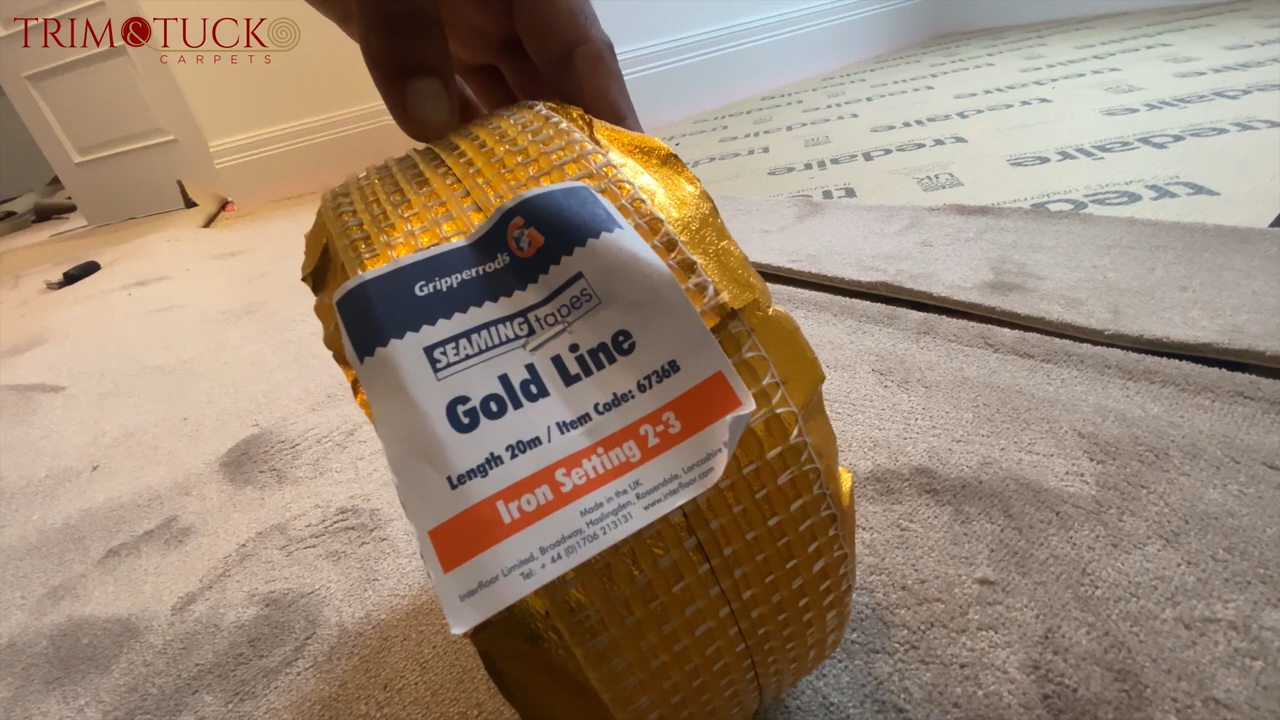 TRIM&TUCK
CARPETS
tredaire
tredaire
tredaire
tredaire
tredaire
Gripperrods G
SEAMING tapes
Gold Line
Length 20m / Item Code: 6736B
Iron Setting 2-3
Made in the UK
Interfloor Limited, Broadway, Haslingden, Rossendale, Lancashire
Tel: + 44 (0)1706 213131 www.interfloor.com